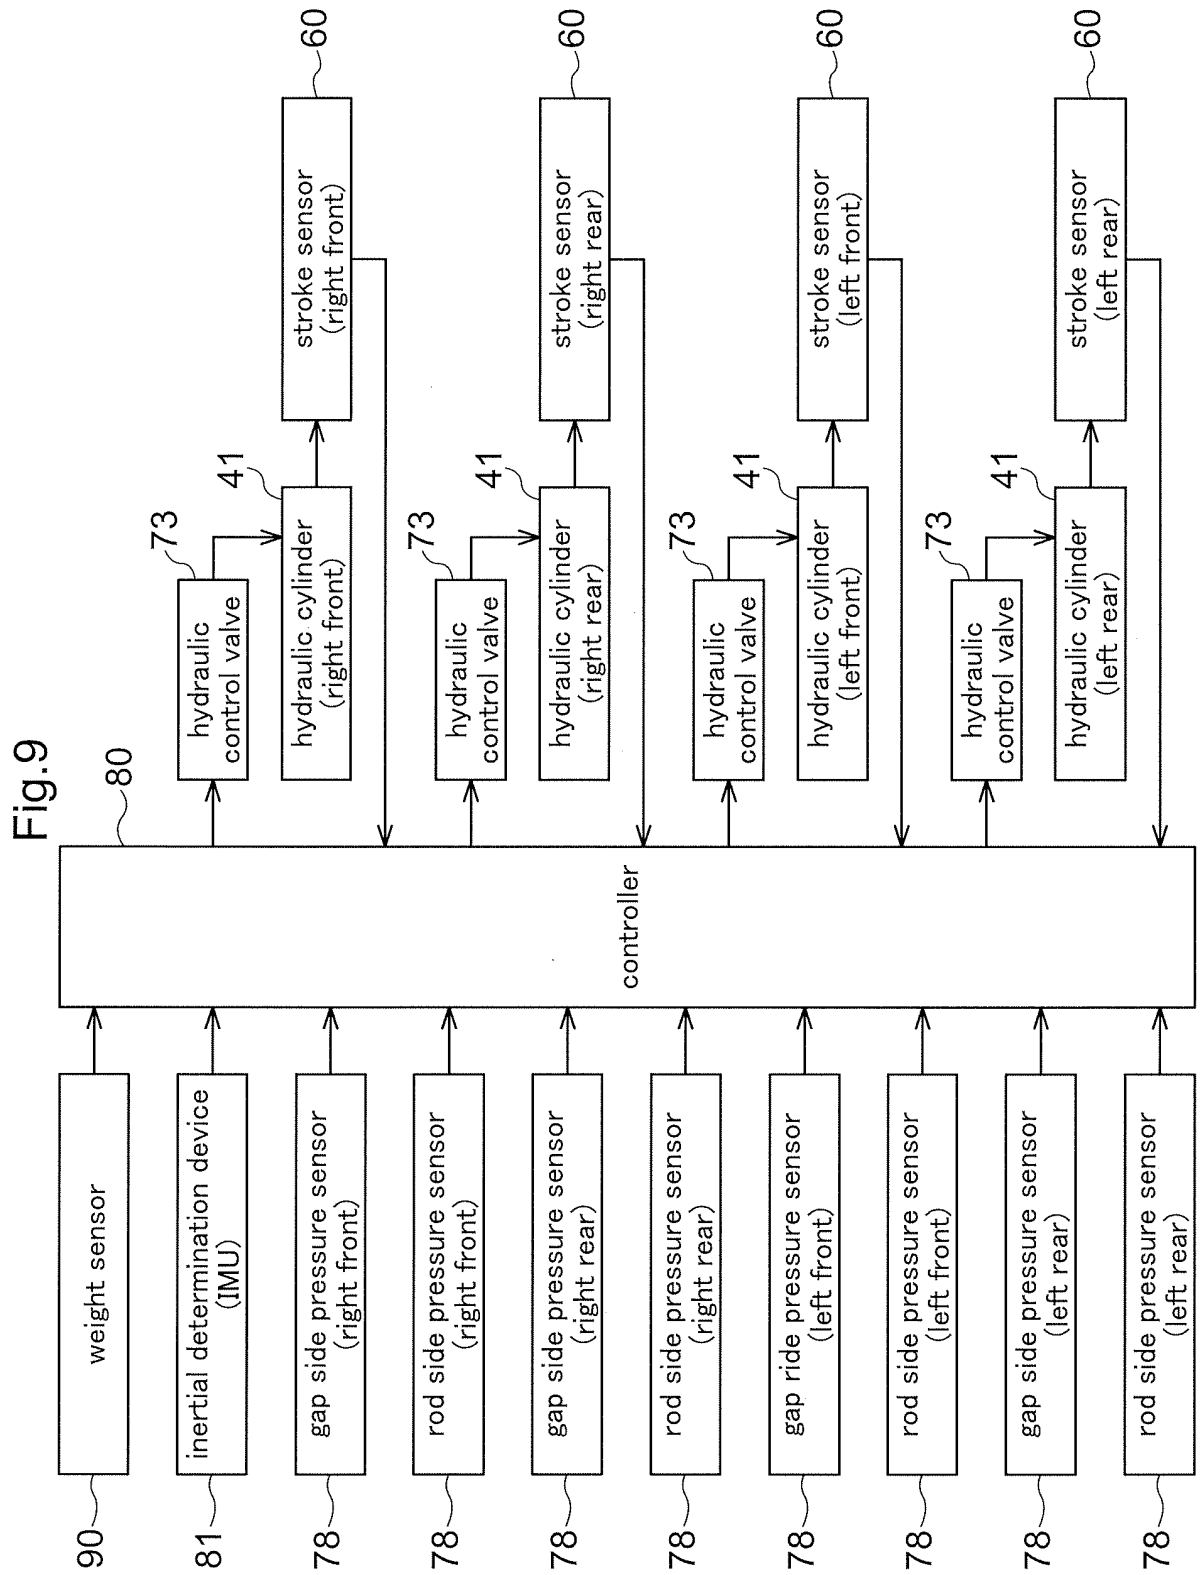 Fig.9
90
weight sensor
81
inertial determination device
(IMU)
78
gap side pressure sensor
(right front)
78
rod side pressure sensor
(right front)
78
gap side pressure sensor
(right rear)
78
rod side pressure sensor
(right rear)
78
gap ride pressure sensor
(left front)
78
rod side pressure sensor
(left front)
78
gap side pressure sensor
(left rear)
78
rod side pressure sensor
(left rear)
80
controller
73
hydraulic
control valve
41
hydraulic cylinder
(right front)
60
stroke sensor
(right front)
73
hydraulic
control valve
41
hydraulic cylinder
(right rear)
60
stroke sensor
(right rear)
73
hydraulic
control valve
41
hydraulic cylinder
(left front)
60
stroke sensor
(left front)
73
hydraulic
control valve
41
hydraulic cylinder
(left rear)
60
stroke sensor
(left rear)